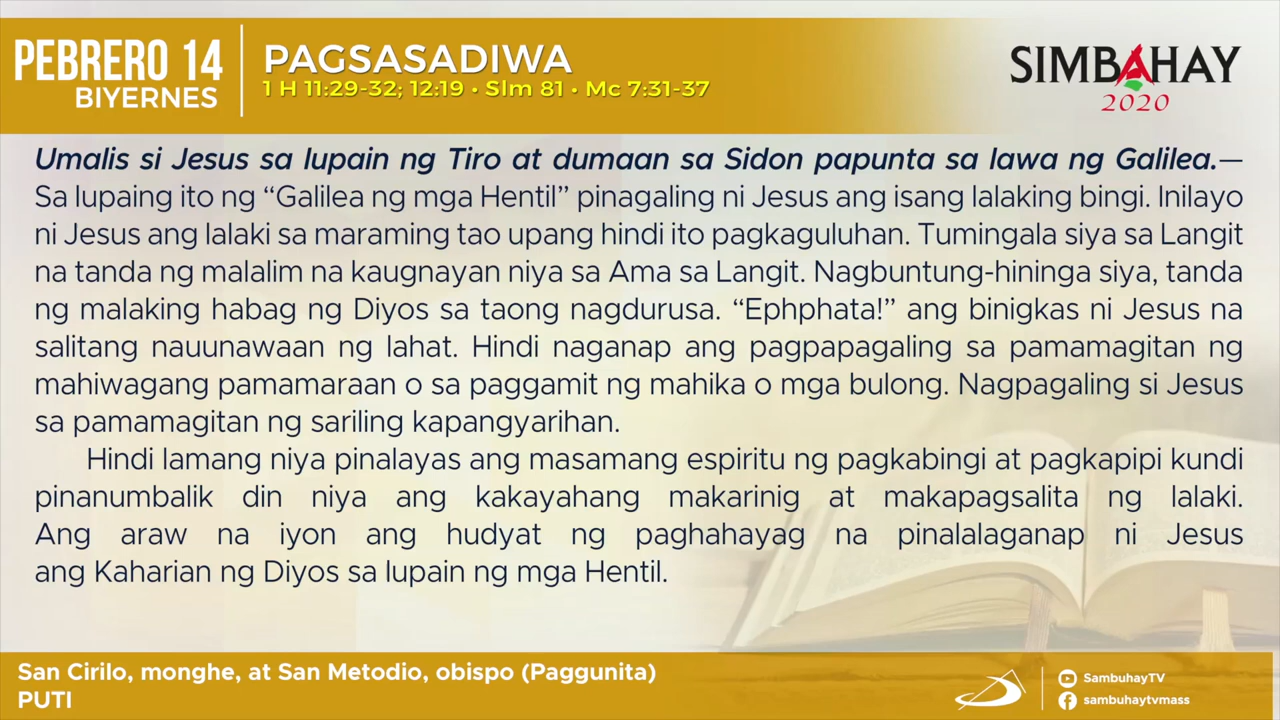 PEBRERO 14
BIYERNES
PAGSASADIWA
1 H 11:29-32; 12:19 • Slm 81 • Mc 7:31-37
SIMBAHAY
2020
Umalis si Jesus sa lupain ng Tiro at dumaan sa Sidon papunta sa lawa ng Galilea.—
Sa lupaing ito ng “Galilea ng mga Hentil” pinagaling ni Jesus ang isang lalaking bingi. Inilayo
ni Jesus ang lalaki sa maraming tao upang hindi ito pagkaguluhan. Tumingala siya sa Langit
na tanda ng malalim na kaugnayan niya sa Ama sa Langit. Nagbuntung-hininga siya, tanda
ng malaking habag ng Diyos sa taong nagdurusa. “Ephphata!” ang binigkas ni Jesus na
salitang nauunawaan ng lahat. Hindi naganap ang pagpapagaling sa pamamagitan ng
mahiwagang pamamaraan o sa paggamit ng mahika o mga bulong. Nagpagaling si Jesus
sa pamamagitan ng sariling kapangyarihan.
Hindi lamang niya pinalayas ang masamang espiritu ng pagkabingi at pagkapipi kundi
pinanumbalik din niya ang kakayahang makarinig at makapagsalita ng lalaki.
Ang araw na iyon ang hudyat ng paghahayag na pinalalaganap ni Jesus
ang Kaharian ng Diyos sa lupain ng mga Hentil.
San Cirilo, monghe, at San Metodio, obispo (Paggunita)
PUTI
SambuhayTV
sambuhaytvmass